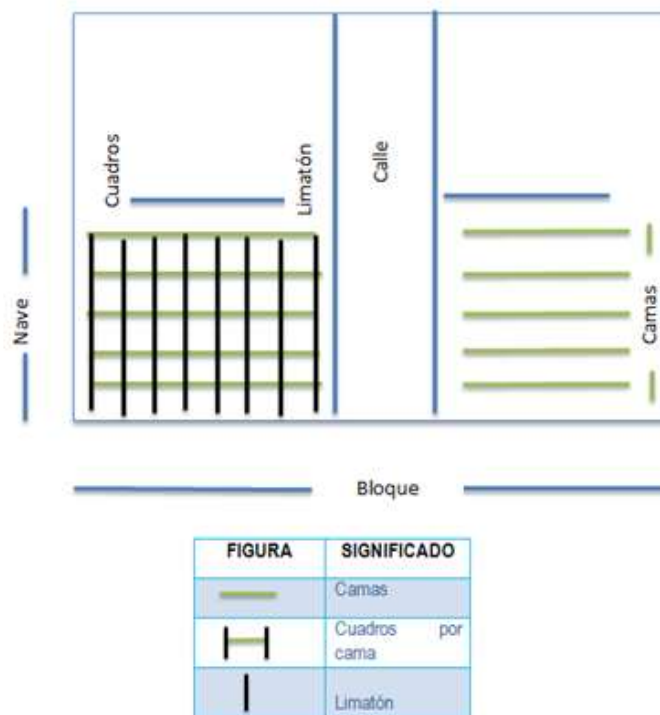 Cuadros
Limatón
Calle
Nave
Camas
Bloque
FIGURA SIGNIFICADO
Camas
Cuadros por
cama
Limatón